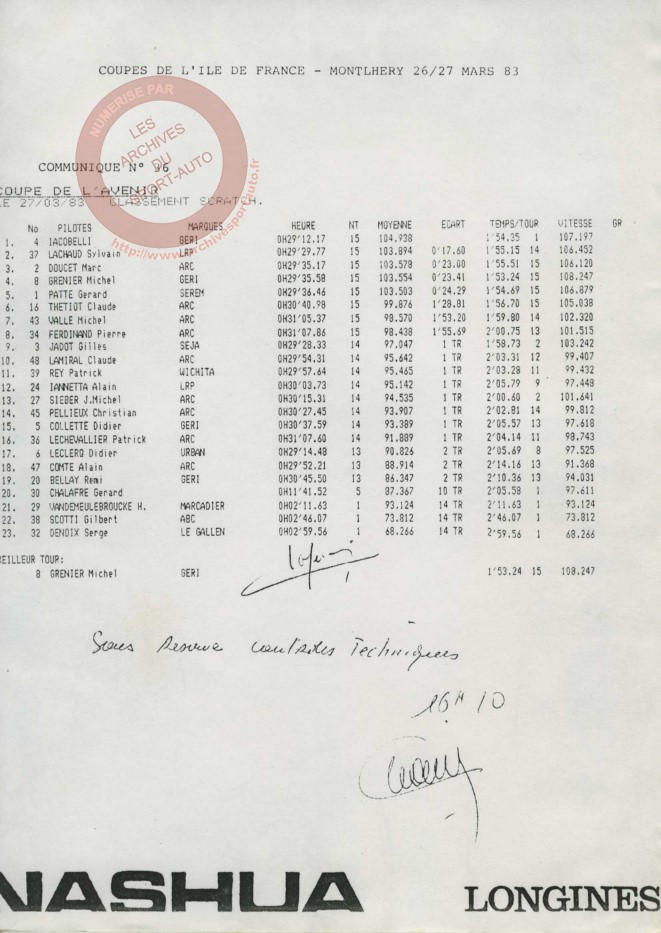 COUPES DE L'ILE DE FRANCE - MONTLHERY 26/27 MARS 83
NUMERISE PAR
LES
ARCHIVES
DU
SPORT-AUTO
http://www.archivesport-auto.fr
COMMUNIQUE N° 36
COUPE DE L'AVENIR
LE 27/03/83 CLASSEMENT SCRATCH.
No PILOTES MARQUES HEURE NT MOYENNE ECART TEMPS/TOUR VITESSE GR
1. 4 IACOBELLI GERI 0H29'12.17 15 104.938 1'54.35 1 107.197
2. 37 LACHAUD Sylvain LRP 0H29'29.77 15 103.894 0'17.60 1'55.15 14 106.452
3. 2 DOUCET Marc ARC 0H29'35.17 15 103.578 0'23.00 1'55.51 15 106.120
4. 8 GRENIER Michel GERI 0H29'35.58 15 103.554 0'23.41 1'53.24 15 108.247
5. 1 PATTE Gerard SEREM 0H29'36.46 15 103.503 0'24.29 1'54.69 15 106.879
6. 16 THETIOT Claude ARC 0H30'40.98 15 99.876 1'28.81 1'56.70 15 105.038
7. 43 VALLE Michel ARC 0H31'05.37 15 98.570 1'53.20 1'59.80 14 102.320
8. 34 FERDINAND Pierre ARC 0H31'07.86 15 98.438 1'55.69 2'00.75 13 101.515
9. 3 JADOT Gilles SEJA 0H29'28.33 14 97.047 1 TR 1'58.73 2 103.242
10. 48 LAMIRAL Claude ARC 0H29'54.31 14 95.642 1 TR 2'03.31 12 99.407
11. 39 REY Patrick WICHITA 0H29'57.64 14 95.465 1 TR 2'03.28 11 99.432
12. 24 IANNETTA Alain LRP 0H30'03.73 14 95.142 1 TR 2'05.79 9 97.448
13. 27 SIEBER J.Michel ARC 0H30'15.31 14 94.535 1 TR 2'00.60 2 101.641
14. 45 PELLIEUX Christian ARC 0H30'27.45 14 93.907 1 TR 2'02.81 14 99.812
15. 5 COLLETTE Didier GERI 0H30'37.59 14 93.389 1 TR 2'05.57 13 97.618
16. 36 LECHEVALLIER Patrick ARC 0H31'07.60 14 91.889 1 TR 2'04.14 11 98.743
17. 6 LECLERQ Didier URBAN 0H29'14.48 13 90.826 2 TR 2'05.69 8 97.525
18. 47 COMTE Alain ARC 0H29'52.21 13 88.914 2 TR 2'14.16 13 91.368
19. 20 BELLAY Remi GERI 0H30'45.50 13 86.347 2 TR 2'10.36 13 94.031
20. 30 CHALAFRE Gerard 0H11'41.52 5 87.367 10 TR 2'05.58 1 97.611
21. 29 VANDEMEULEBROUCKE H. MARCADIER 0H02'11.63 1 93.124 14 TR 2'11.63 1 93.124
22. 38 SCOTTI Gilbert ABC 0H02'46.07 1 73.812 14 TR 2'46.07 1 73.812
23. 32 DENOIX Serge LE GALLEN 0H02'59.56 1 68.266 14 TR 2'59.56 1 68.266
MEILLEUR TOUR:
8 GRENIER Michel GERI 1'53.24 15 108.247
Sous Reserve controles Techniques
16H 10
NASHUA LONGINES